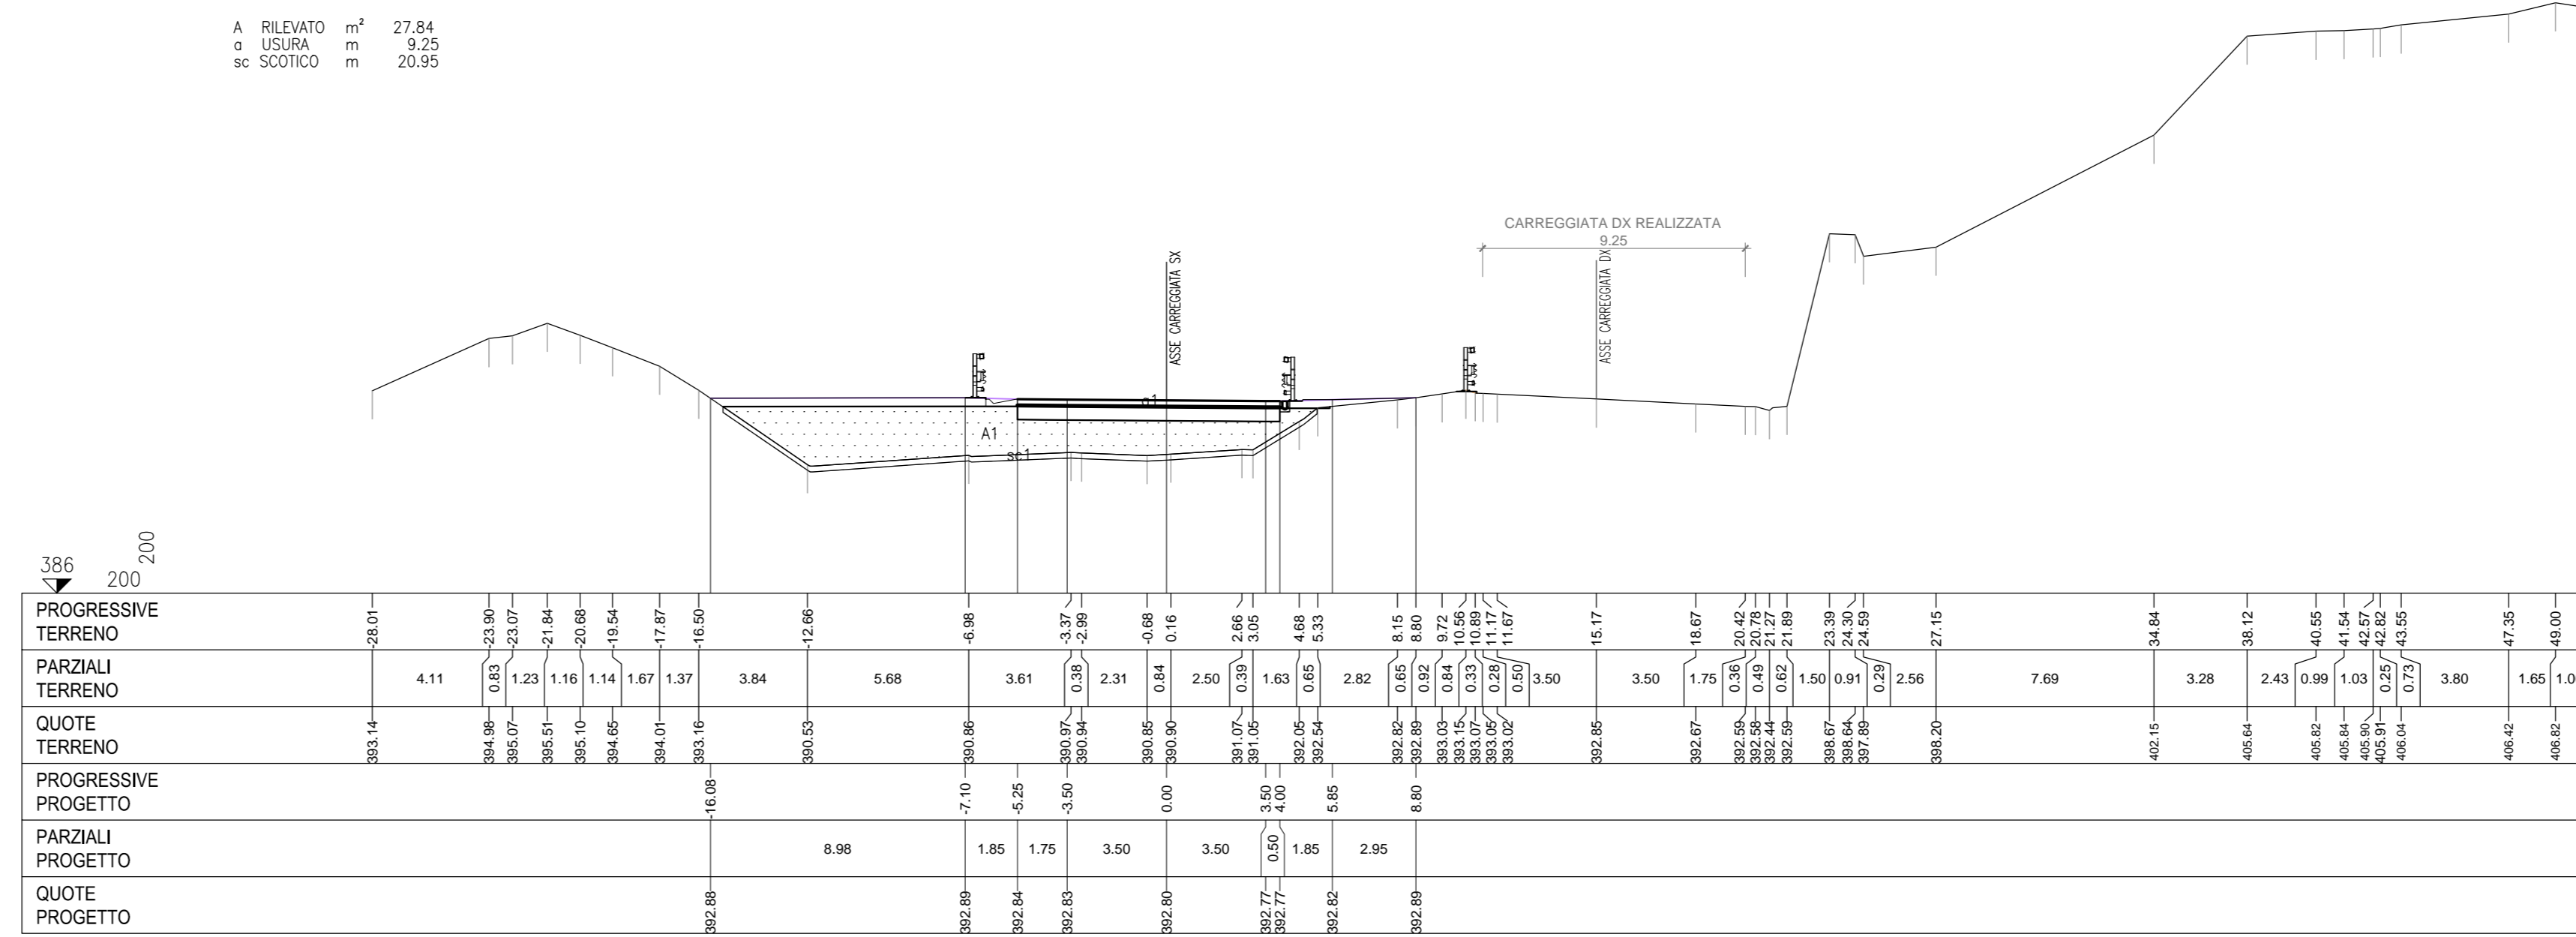 A RILEVATO m² 27.84
a USURA m 9.25
sc SCOTICO m 20.95
CARREGGIATA DX REALIZZATA
9.25
ASSE CARREGGIATA SX
ASSE CARREGGIATA DX
a1
A1
sc1
386
200
200
PROGRESSIVE TERRENO
-28.01 -23.90 -23.07 -21.84 -20.68 -19.54 -17.87 -16.50 -12.66 -6.98 -3.37 -2.99 -0.68 0.16 2.66 3.05 4.68 5.33 8.15 8.80 9.72 10.56 10.89 11.17 11.67 15.17 18.67 20.42 20.78 21.27 21.89 23.39 24.30 24.59 27.15 34.84 38.12 40.55 41.54 42.57 42.82 43.55 47.35 49.00
PARZIALI TERRENO
4.11 0.83 1.23 1.16 1.14 1.67 1.37 3.84 5.68 3.61 0.38 2.31 0.84 2.50 0.39 1.63 0.65 2.82 0.65 0.92 0.84 0.33 0.28 0.50 3.50 3.50 1.75 0.36 0.49 0.62 1.50 0.91 0.29 2.56 7.69 3.28 2.43 0.99 1.03 0.25 0.73 3.80 1.65 1.0
QUOTE TERRENO
393.14 394.98 395.07 395.51 395.10 394.65 394.01 393.16 390.53 390.86 390.97 390.94 390.85 390.90 391.07 391.05 392.05 392.54 392.82 392.89 393.03 393.15 393.07 393.05 393.02 392.85 392.67 392.59 392.58 392.44 392.59 398.67 398.64 397.89 398.20 402.15 405.64 405.82 405.84 405.90 405.91 406.04 406.42 406.82
PROGRESSIVE PROGETTO
-16.08 -7.10 -5.25 -3.50 0.00 3.50 4.00 5.85 8.80
PARZIALI PROGETTO
8.98 1.85 1.75 3.50 3.50 0.50 1.85 2.95
QUOTE PROGETTO
392.88 392.89 392.84 392.83 392.80 392.77 392.77 392.82 392.89